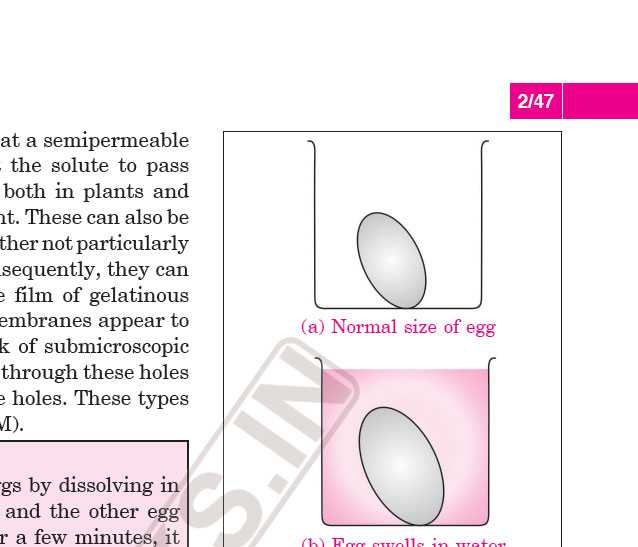 2/47
at a semipermeable
the solute to pass
both in plants and
nt. These can also be
ther not particularly
sequently, they can
film of gelatinous
embranes appear to
k of submicroscopic
through these holes
holes. These types
M).
rgs by dissolving in
and the other egg
r a few minutes, it
(a) Normal size of egg
(b) Egg swells in water
S.IN